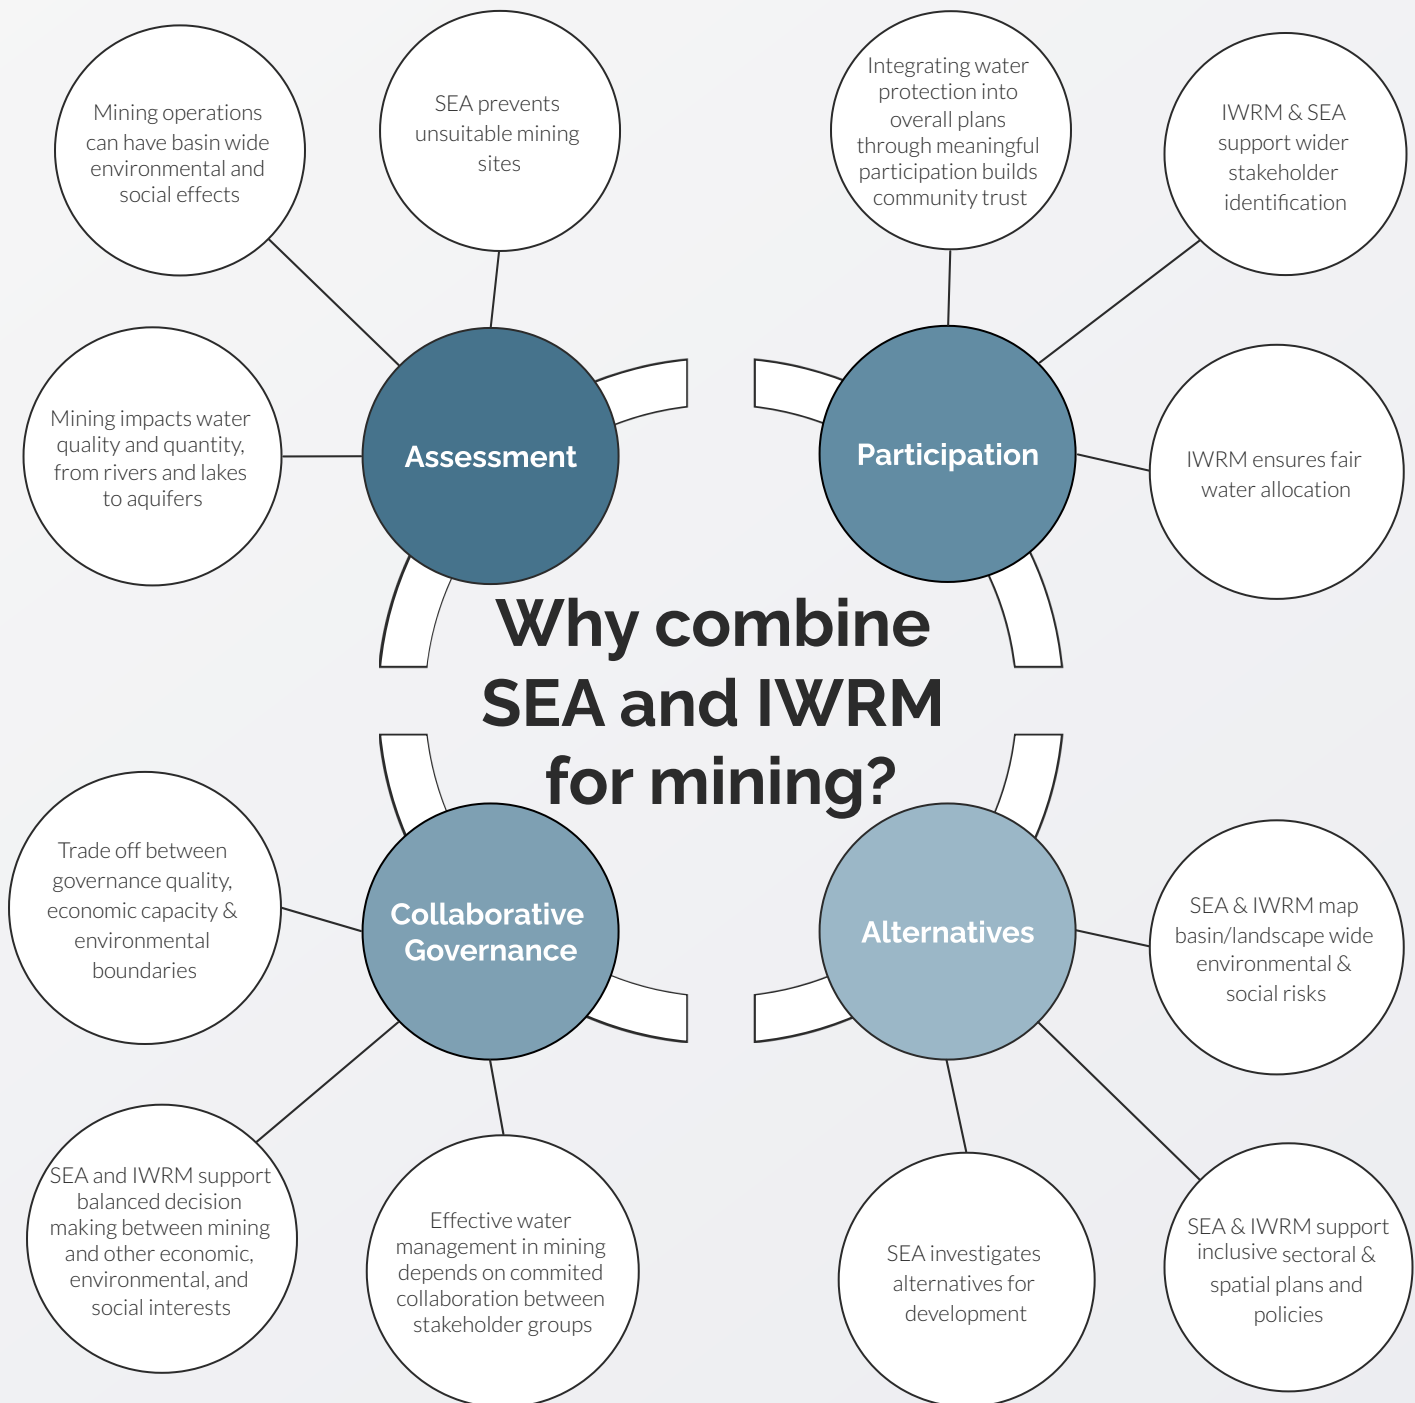 Why combine
SEA and IWRM
for mining?
Assessment
Mining operations
can have basin wide
environmental and
social effects
SEA prevents
unsuitable mining
sites
Mining impacts water
quality and quantity,
from rivers and lakes
to aquifers
Participation
Integrating water
protection into
overall plans
through meaningful
participation builds
community trust
IWRM & SEA
support wider
stakeholder
identification
IWRM ensures fair
water allocation
Collaborative
Governance
Trade off between
governance quality,
economic capacity &
environmental
boundaries
SEA and IWRM support
balanced decision
making between mining
and other economic,
environmental, and
social interests
Effective water
management in mining
depends on commited
collaboration between
stakeholder groups
Alternatives
SEA & IWRM map
basin/landscape wide
environmental &
social risks
SEA investigates
alternatives for
development
SEA & IWRM support
inclusive sectoral &
spatial plans and
policies